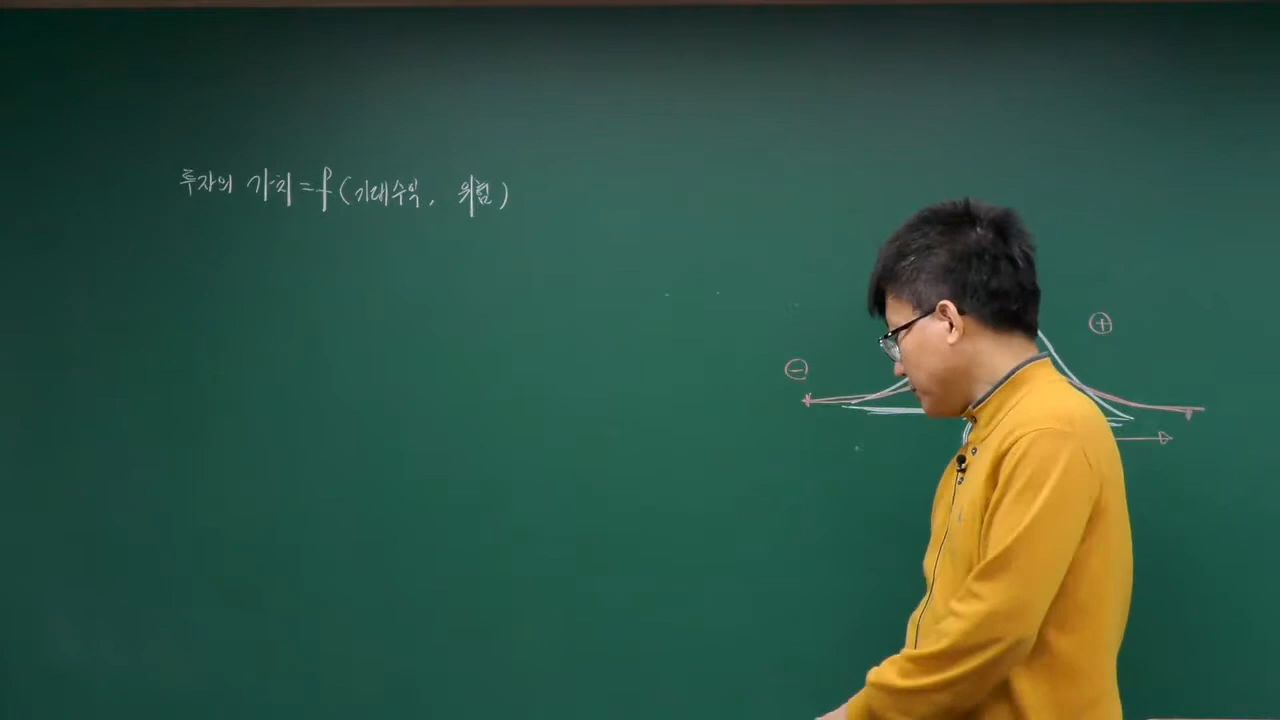 투자의 가치 = f (기대수익, 위험)
⊖
⊕